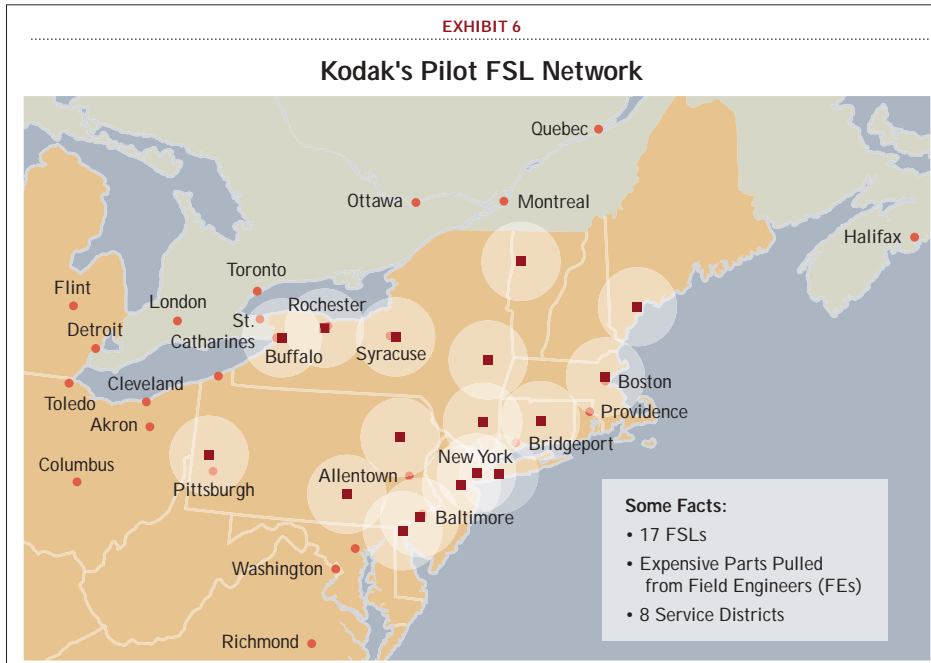 EXHIBIT 6
Kodak's Pilot FSL Network
Quebec
Ottawa
Montreal
Halifax
Toronto
Flint
London
Rochester
Detroit
St.
Catharines
Buffalo
Syracuse
Cleveland
Boston
Toledo
Providence
Akron
Bridgeport
New York
Columbus
Allentown
Pittsburgh
Baltimore
Washington
Richmond
Some Facts:
• 17 FSLs
• Expensive Parts Pulled
from Field Engineers (FEs)
• 8 Service Districts